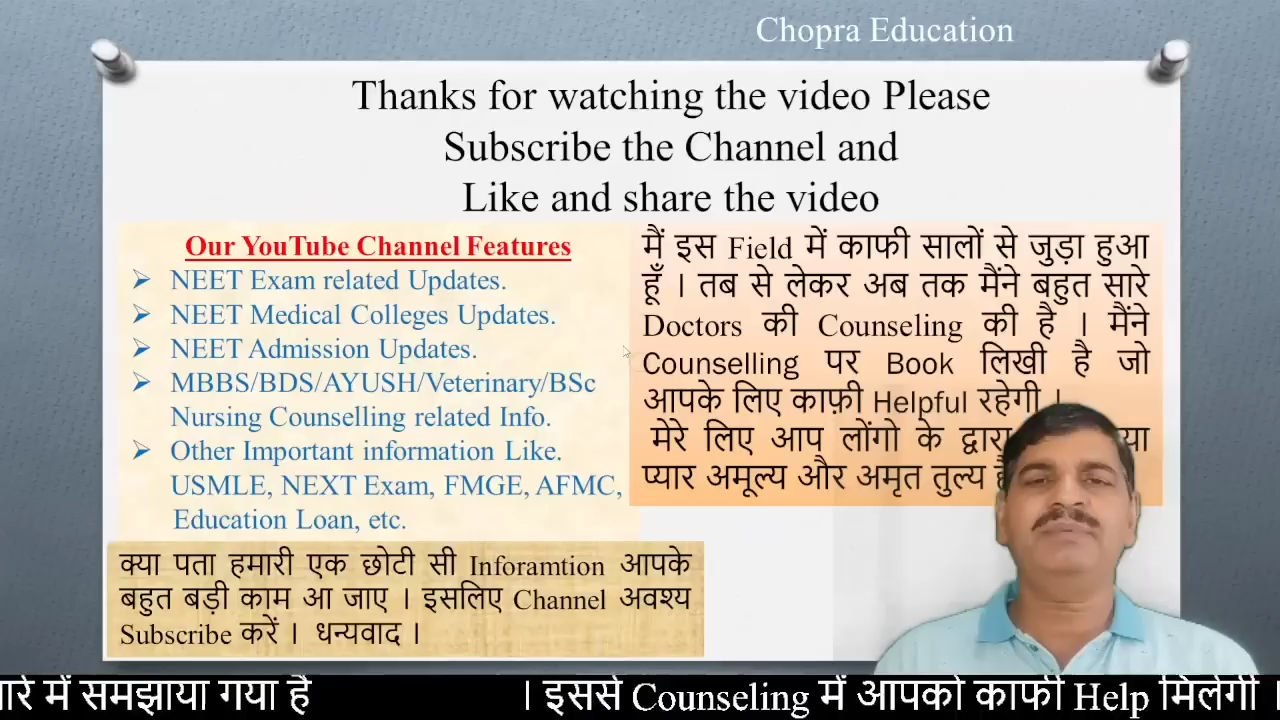 Chopra Education
Thanks for watching the video Please
Subscribe the Channel and
Like and share the video
Our YouTube Channel Features
NEET Exam related Updates.
NEET Medical Colleges Updates.
NEET Admission Updates.
MBBS/BDS/AYUSH/Veterinary/BSc
Nursing Counselling related Info.
Other Important information Like.
USMLE, NEXT Exam, FMGE, AFMC,
Education Loan, etc.
मैं इस Field में काफी सालों से जुड़ा हुआ
हूँ । तब से लेकर अब तक मैंने बहुत सारे
Doctors की Counseling की है । मैंने
Counselling पर Book लिखी है जो
आपके लिए काफ़ी Helpful रहेगी ।
मेरे लिए आप लोंगो के द्वारा
प्यार अमूल्य और अमृत तुल्य
क्या पता हमारी एक छोटी सी Inforamtion आपके
बहुत बड़ी काम आ जाए । इसलिए Channel अवश्य
Subscribe करें । धन्यवाद ।
में समझाया गया है । इससे Counseling में आपको काफी Help मिलेगी ।